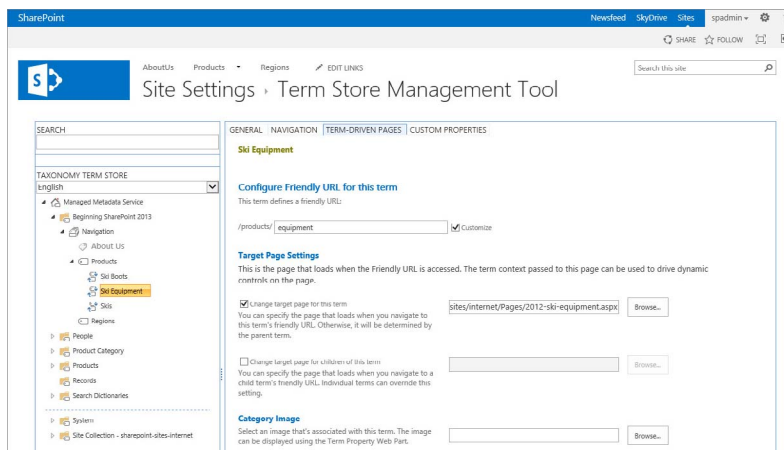 SharePoint
Newsfeed SkyDrive Sites spadmin
SHARE FOLLOW
S
AboutUs Products Regions EDIT LINKS
Search this site
Site Settings Term Store Management Tool
SEARCH
GENERAL NAVIGATION TERM-DRIVEN PAGES CUSTOM PROPERTIES
Ski Equipment
TAXONOMY TERM STORE
English
Managed Metadata Service
Beginning SharePoint 2013
Navigation
About Us
Products
Ski Boots
Ski Equipment
Skis
Regions
People
Product Category
Products
Records
Search Dictionaries
System
Site Collection - sharepoint-sites-internet
Configure Friendly URL for this term
This term defines a friendly URL:
/products/ equipment Customize
Target Page Settings
This is the page that loads when the Friendly URL is accessed. The term context passed to this page can be used to drive dynamic
controls on the page.
Change target page for this term
You can specify the page that loads when you navigate to
this term's friendly URL. Otherwise, it will be determined by
the parent term.
sites/internet/Pages/2012-ski-equipment.aspx Browse...
Change target page for children of this term
You can specify the page that loads when you navigate to a
child term's friendly URL. Individual terms can override this
setting.
Browse...
Category Image
Select an image that's associated with this term. The image
can be displayed using the Term Property Web Part.
Browse...